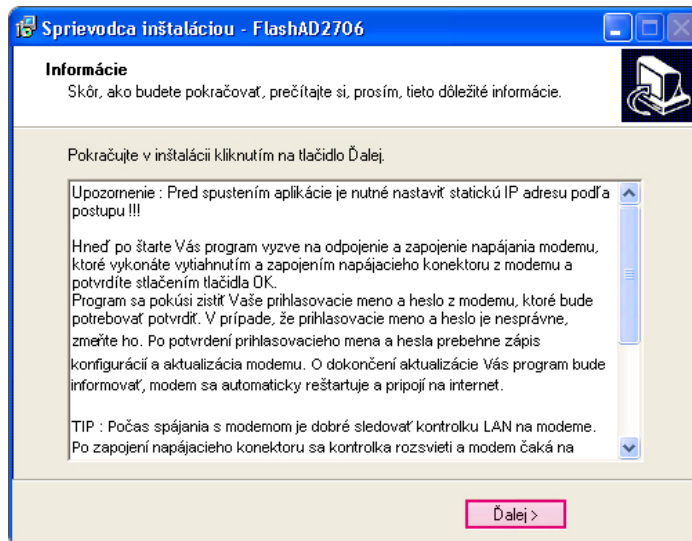 Sprievodca inštaláciou - FlashAD2706
Informácie
Skôr, ako budete pokračovať, prečítajte si, prosím, tieto dôležité informácie.
Pokračujte v inštalácii kliknutím na tlačidlo Ďalej.
Upozornenie : Pred spustením aplikácie je nutné nastaviť statickú IP adresu podľa
postupu !!!
Hneď po štarte Vás program vyzve na odpojenie a zapojenie napájania modemu,
ktoré vykonáte vytiahnutím a zapojením napájacieho konektoru z modemu a
potvrdíte stlačením tlačidla OK.
Program sa pokúsi zistiť Vaše prihlasovacie meno a heslo z modemu, ktoré bude
potrebovať potvrdiť. V prípade, že prihlasovacie meno a heslo je nesprávne,
zmeňte ho. Po potvrdení prihlasovacieho mena a hesla prebehne zápis
konfigurácií a aktualizácia modemu. O dokončení aktualizácie Vás program bude
informovať, modem sa automaticky reštartuje a pripojí na internet.
TIP : Počas spájania s modemom je dobré sledovať kontrolku LAN na modeme.
Po zapojení napájacieho konektoru sa kontrolka rozsvieti a modem čaká na
Ďalej >